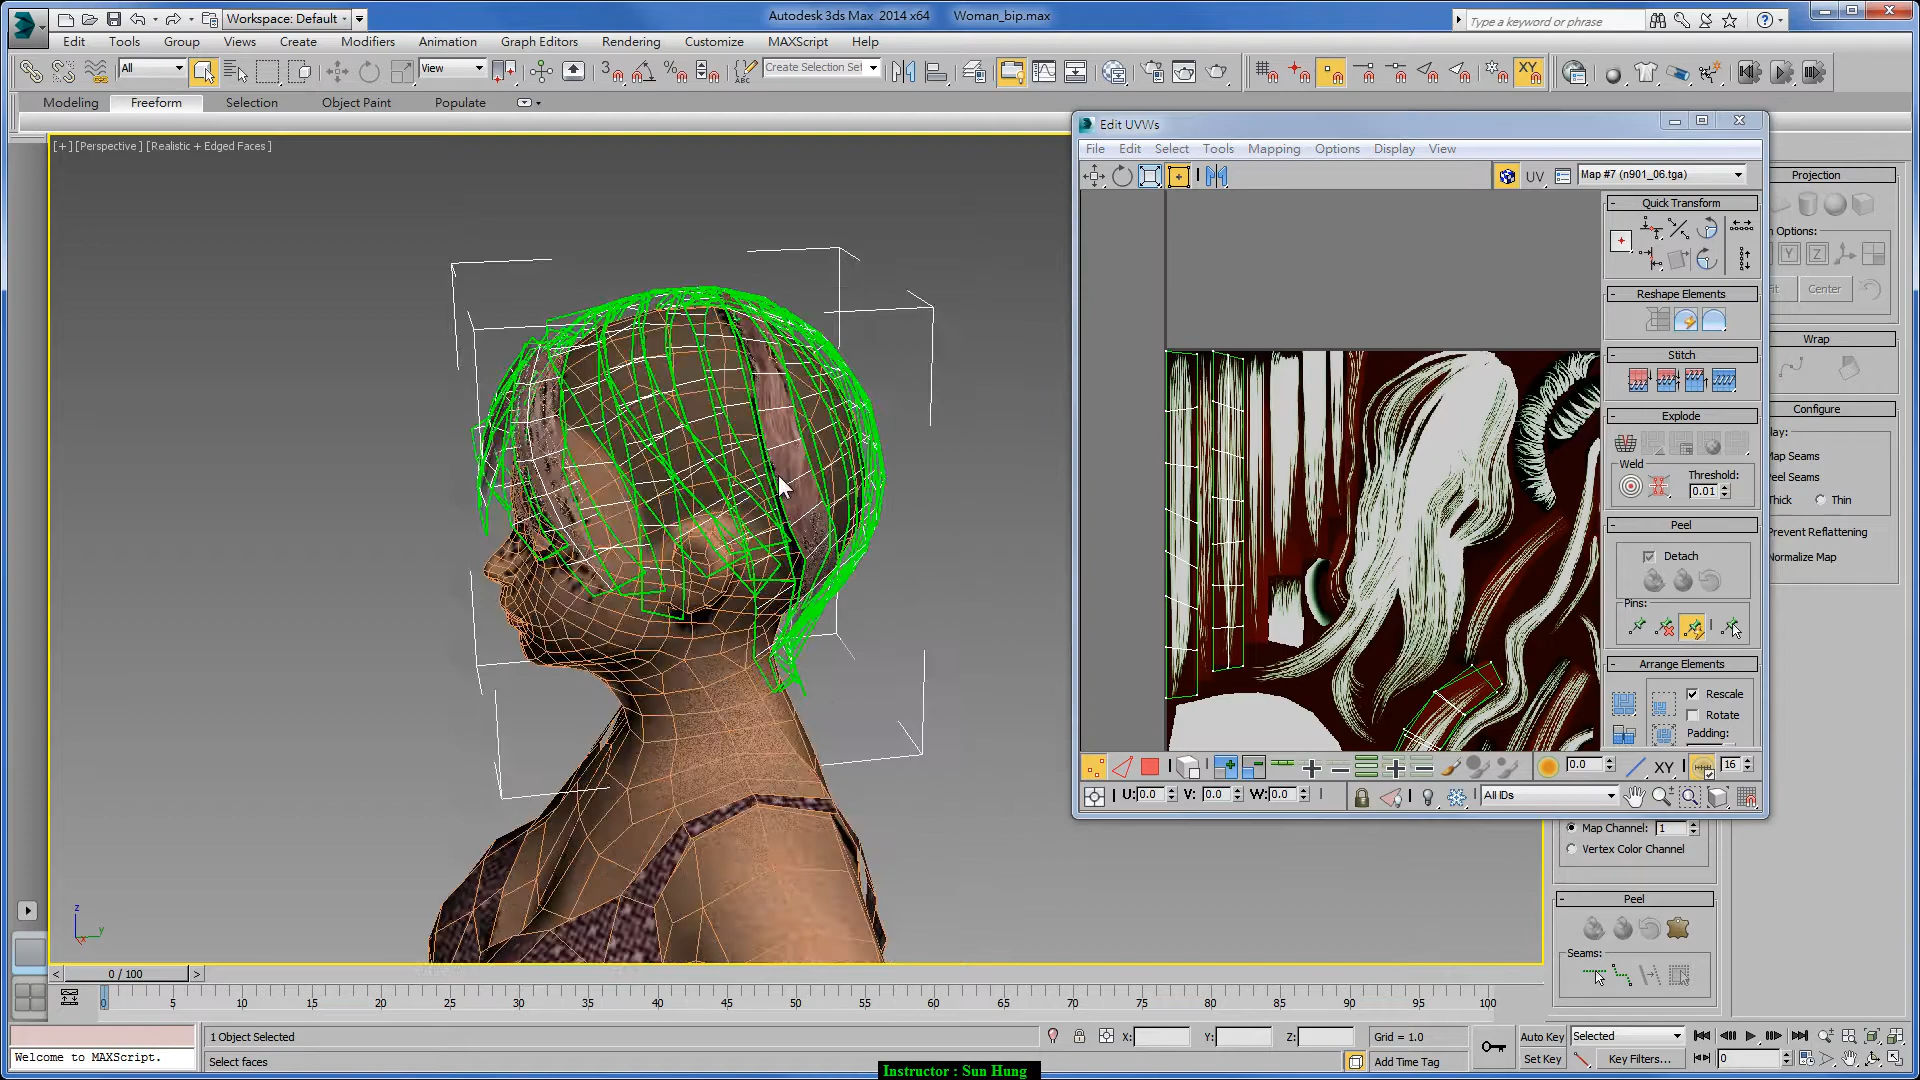 Workspace: Default
Autodesk 3ds Max 2014 x64 Woman_bip.max
Type a keyword or phrase
Edit Tools Group Views Create Modifiers Animation Graph Editors Rendering Customize MAXScript Help
All
View
Create Selection Set
XY
Modeling Freeform Selection Object Paint Populate
[+] [Perspective] [Realistic + Edged Faces]
Edit UVWs
File Edit Select Tools Mapping Options Display View
UV
Map #7 (n901_06.tga)
Quick Transform
Reshape Elements
Stitch
Explode
Weld
Threshold:
0.01
Peel
Detach
Pins:
Arrange Elements
Rescale
Rotate
Padding:
0.0
XY
16
U: 0.0 V: 0.0 W: 0.0
All IDs
Projection
Options:
Y Z
Center
Wrap
Configure
Map Seams
Peel Seams
Thick Thin
Prevent Reflattening
Normalize Map
Map Channel: 1
Vertex Color Channel
Peel
Seams:
z
y
x
< 0 / 100 >
0 5 10 15 20 25 30 35 40 45 50 55 60 65 70 75 80 85 90 95 100
1 Object Selected
X: Y: Z:
Grid = 1.0
Auto Key
Selected
Welcome to MAXScript.
Select faces
Add Time Tag
Set Key
Key Filters...
0
Instructor : Sun Hung